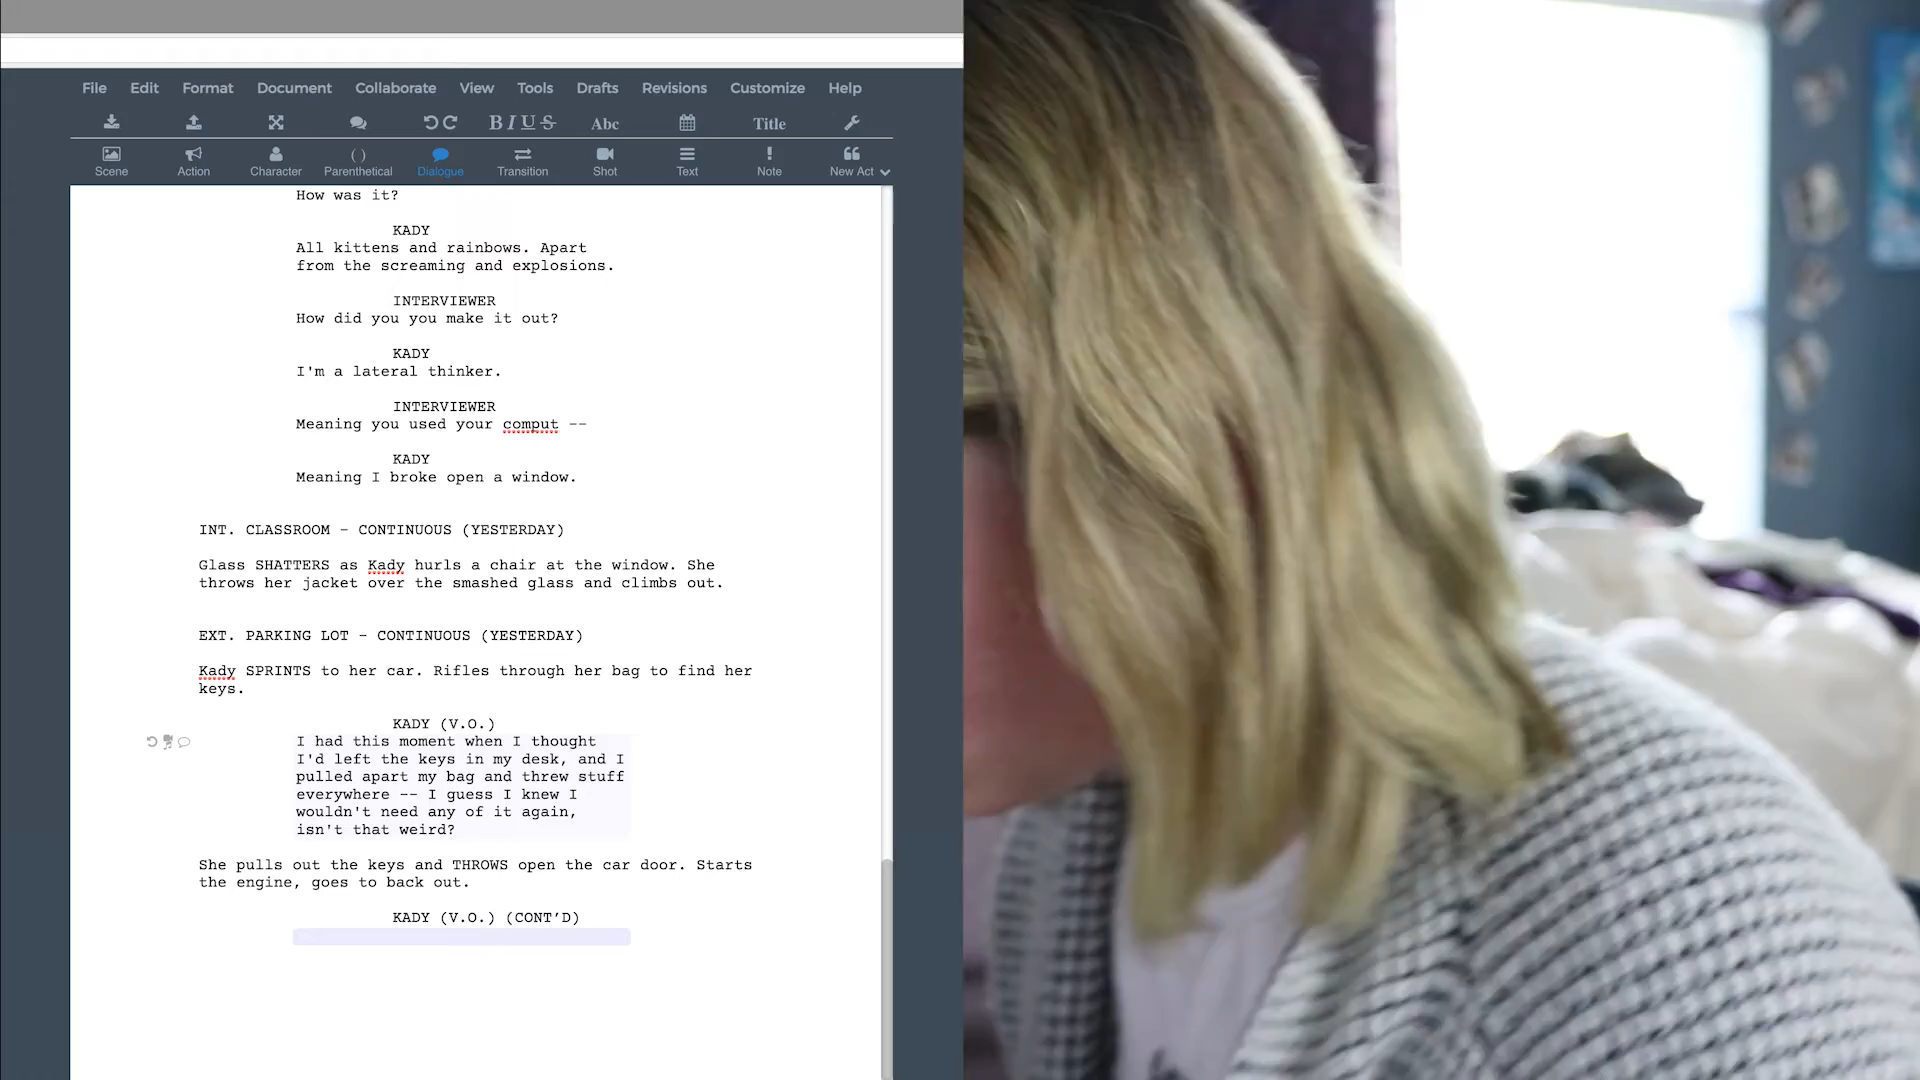 File Edit Format Document Collaborate View Tools Drafts Revisions Customize Help
B I U S Abc Title
Scene Action Character Parenthetical Dialogue Transition Shot Text Note New Act
How was it?
KADY
All kittens and rainbows. Apart
from the screaming and explosions.
INTERVIEWER
How did you you make it out?
KADY
I'm a lateral thinker.
INTERVIEWER
Meaning you used your comput --
KADY
Meaning I broke open a window.
INT. CLASSROOM - CONTINUOUS (YESTERDAY)
Glass SHATTERS as Kady hurls a chair at the window. She
throws her jacket over the smashed glass and climbs out.
EXT. PARKING LOT - CONTINUOUS (YESTERDAY)
Kady SPRINTS to her car. Rifles through her bag to find her
keys.
KADY (V.O.)
I had this moment when I thought
I'd left the keys in my desk, and I
pulled apart my bag and threw stuff
everywhere -- I guess I knew I
wouldn't need any of it again,
isn't that weird?
She pulls out the keys and THROWS open the car door. Starts
the engine, goes to back out.
KADY (V.O.) (CONT'D)